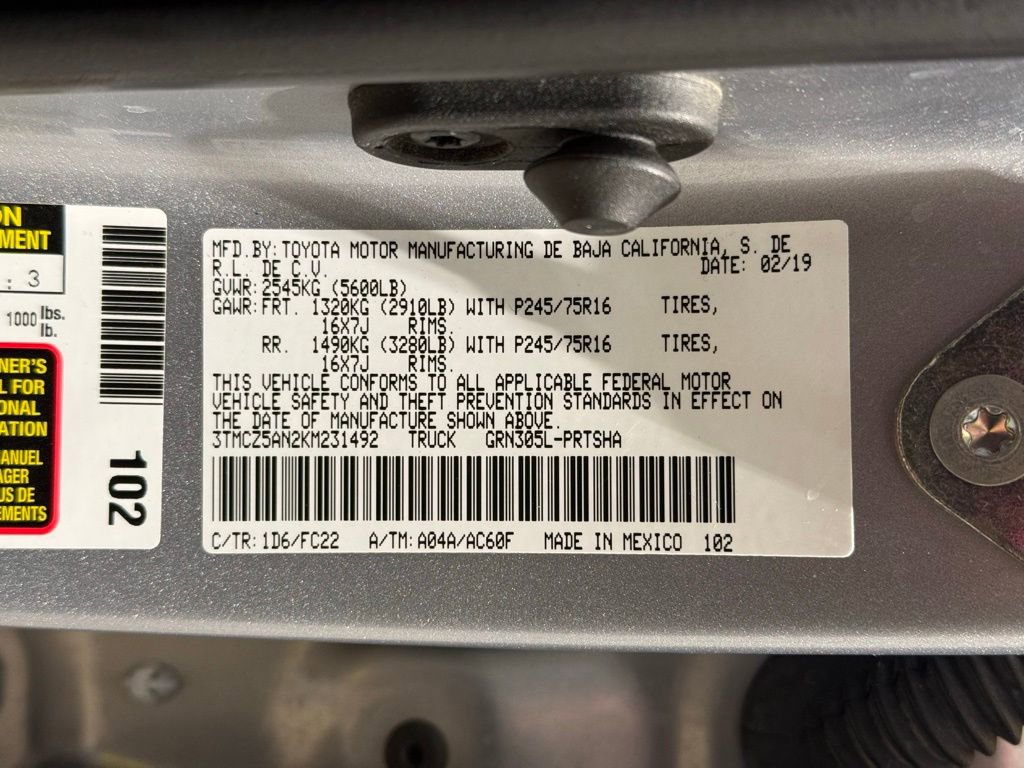 ON
MENT
: 3
1000 lbs.
lb.
NER'S
L FOR
ONAL
ATION
ANUEL
AGER
US DE
EMENTS
102
MFD.BY:TOYOTA MOTOR MANUFACTURING DE BAJA CALIFORNIA, S. DE
R.L. DE C.V. DATE: 02/19
GVWR:2545KG (5600LB)
GAWR:FRT. 1320KG (2910LB) WITH P245/75R16 TIRES,
16X7J RIMS.
RR. 1490KG (3280LB) WITH P245/75R16 TIRES,
16X7J RIMS.
THIS VEHICLE CONFORMS TO ALL APPLICABLE FEDERAL MOTOR
VEHICLE SAFETY AND THEFT PREVENTION STANDARDS IN EFFECT ON
THE DATE OF MANUFACTURE SHOWN ABOVE.
3TMCZ5AN2KM231492 TRUCK GRN305L-PRTSHA
C/TR:1D6/FC22 A/TM:A04A/AC60F MADE IN MEXICO 102